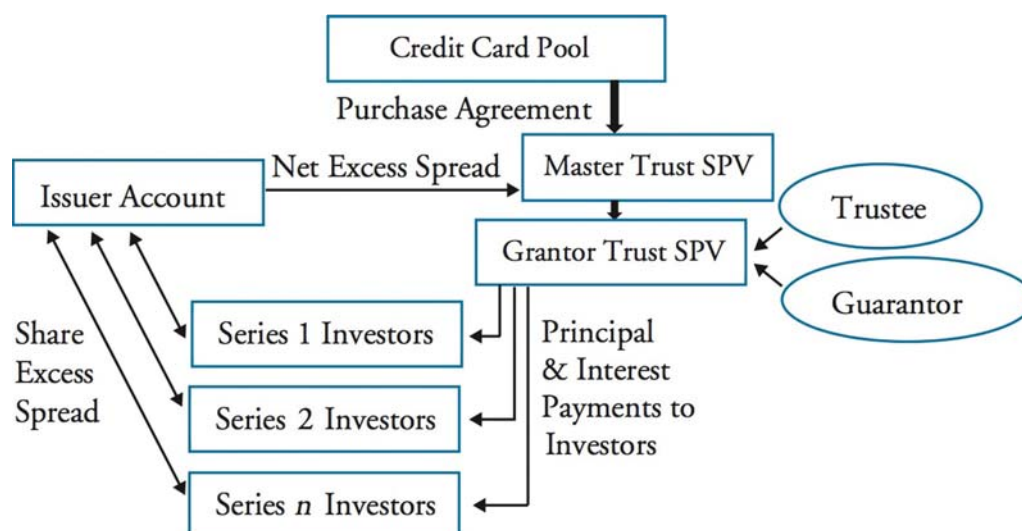 Credit Card Pool
Purchase Agreement
Net Excess Spread
Master Trust SPV
Issuer Account
Trustee
Grantor Trust SPV
Guarantor
Series 1 Investors
Share
Excess
Spread
Principal
& Interest
Payments to
Investors
Series 2 Investors
Series n Investors